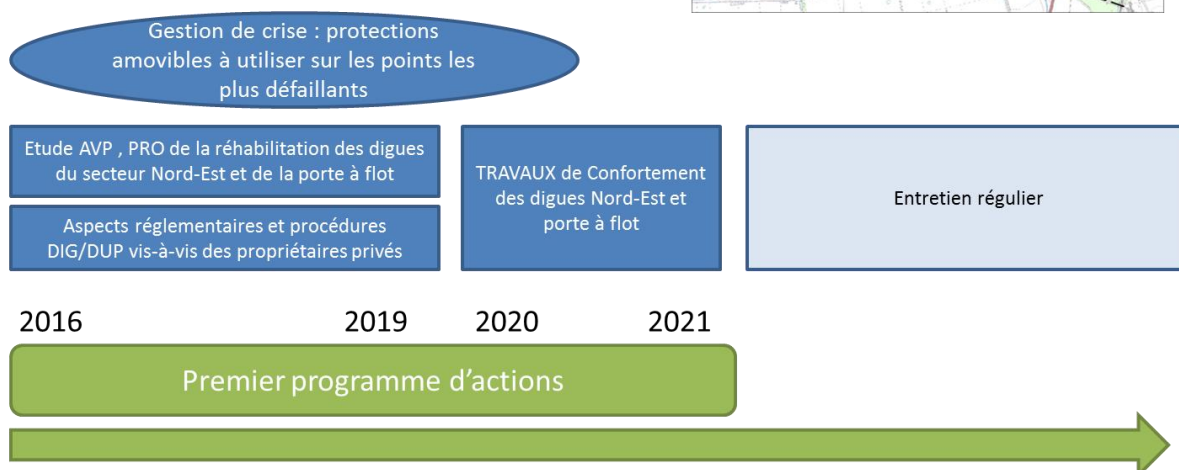 Gestion de crise : protections
amovibles à utiliser sur les points les
plus défaillants
Etude AVP , PRO de la réhabilitation des digues
du secteur Nord-Est et de la porte à flot
Aspects réglementaires et procédures
DIG/DUP vis-à-vis des propriétaires privés
TRAVAUX de Confortement
des digues Nord-Est et
porte à flot
Entretien régulier
2016 2019 2020 2021
Premier programme d'actions